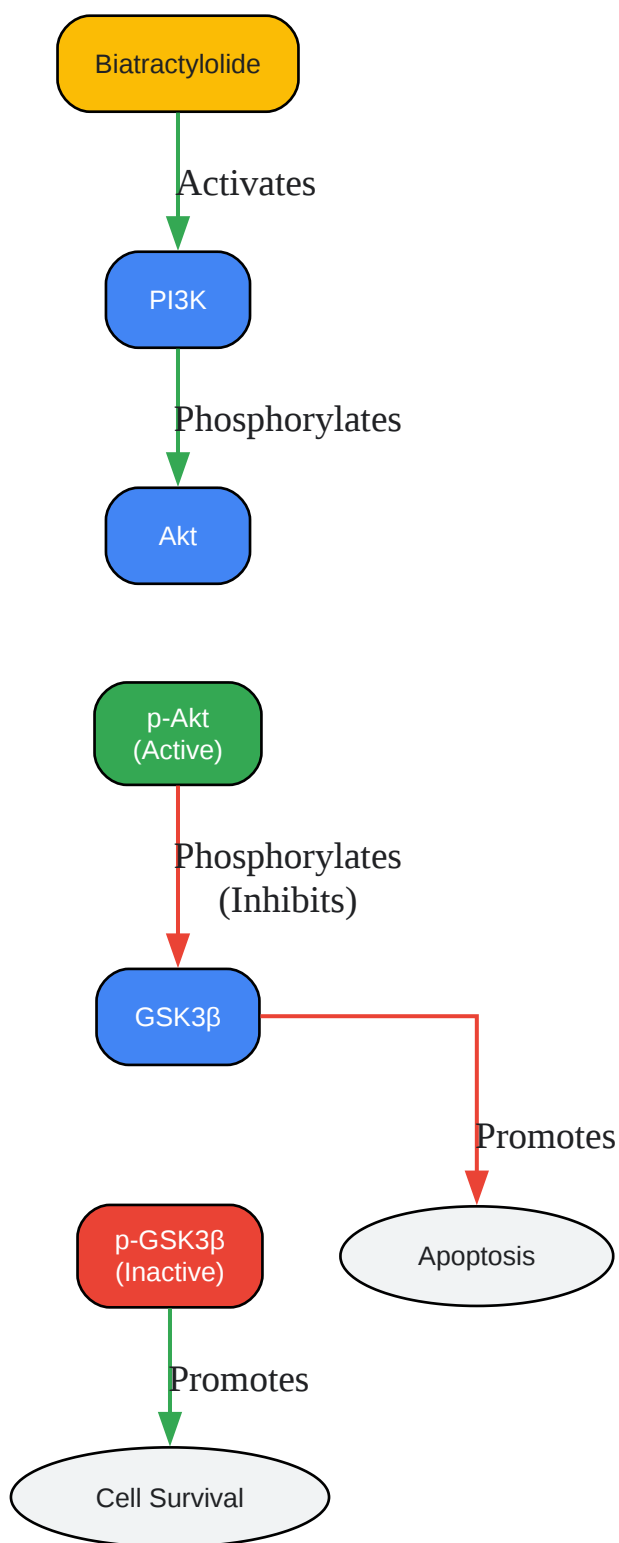 Biatractylolide
Activates
PI3K
Phosphorylates
Akt
p-Akt
(Active)
Phosphorylates
(Inhibits)
GSK3β
Promotes
p-GSK3β
(Inactive)
Apoptosis
Promotes
Cell Survival